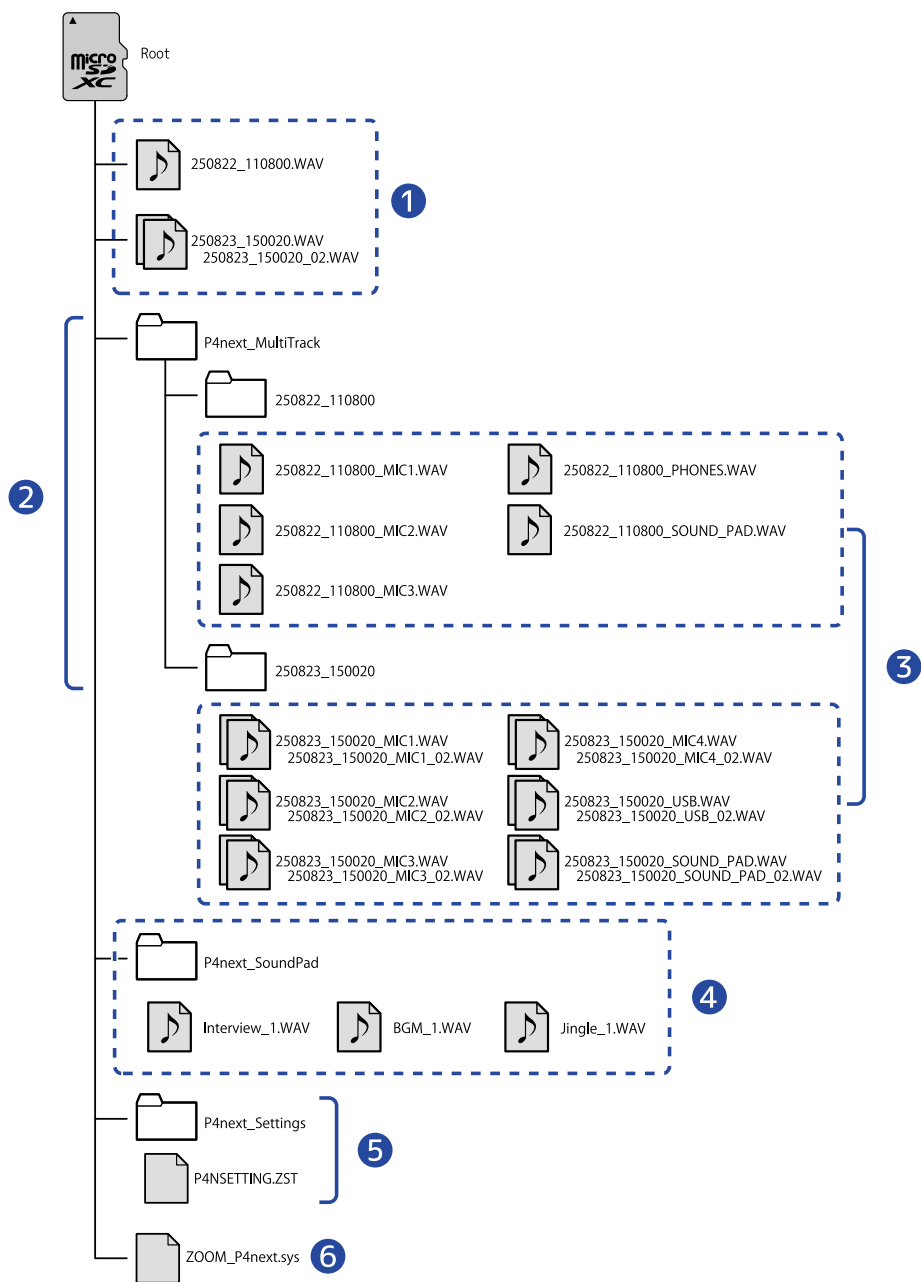 Micro
SD
XC
Root
250822_110800.WAV
1
250823_150020.WAV
250823_150020_02.WAV
P4next_MultiTrack
250822_110800
2
250822_110800_MIC1.WAV
250822_110800_PHONES.WAV
250822_110800_MIC2.WAV
250822_110800_SOUND_PAD.WAV
250822_110800_MIC3.WAV
3
250823_150020
250823_150020_MIC1.WAV
250823_150020_MIC1_02.WAV
250823_150020_MIC4.WAV
250823_150020_MIC4_02.WAV
250823_150020_MIC2.WAV
250823_150020_MIC2_02.WAV
250823_150020_USB.WAV
250823_150020_USB_02.WAV
250823_150020_MIC3.WAV
250823_150020_MIC3_02.WAV
250823_150020_SOUND_PAD.WAV
250823_150020_SOUND_PAD_02.WAV
P4next_SoundPad
4
Interview_1.WAV
BGM_1.WAV
Jingle_1.WAV
P4next_Settings
5
P4NSETTING.ZST
ZOOM_P4next.sys
6